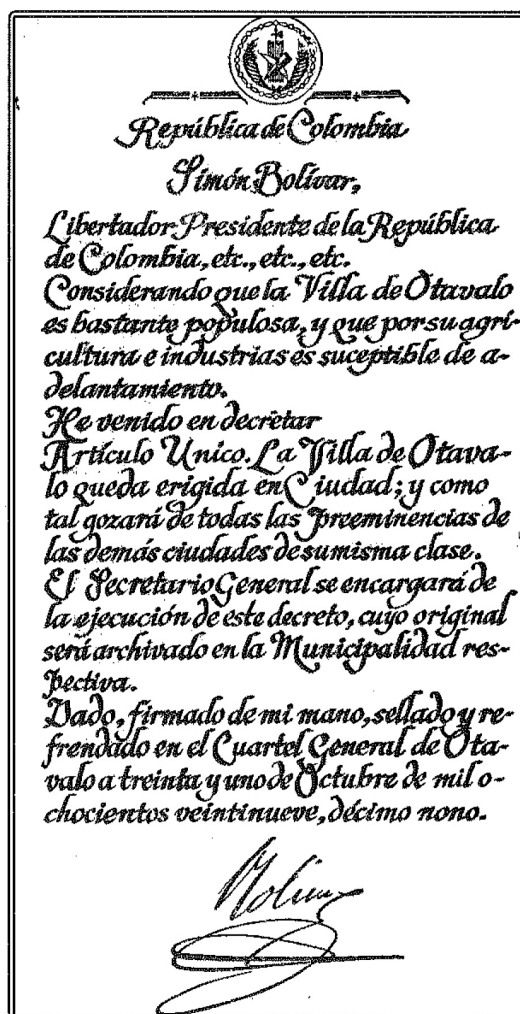 República de Colombia
Simón Bolívar,
Libertador Presidente de la República
de Colombia, etc., etc., etc.
Considerando que la Villa de Otavalo
es bastante populosa, y que por su agri-
cultura e industrias es suceptible de a-
delantamiento.
He venido en decretar
Artículo Unico. La Villa de Otava-
lo queda erigida en Ciudad; y como
tal gozará de todas las preeminencias de
las demás ciudades de su misma clase.
El Secretario General se encargará de
la ejecución de este decreto, cuyo original
será archivado en la Municipalidad res-
pectiva.
Dado, firmado de mi mano, sellado y re-
frendado en el Cuartel General de Ota-
valo a treinta y uno de Octubre de mil o-
chocientos veintinueve, décimo nono.
Bolívar